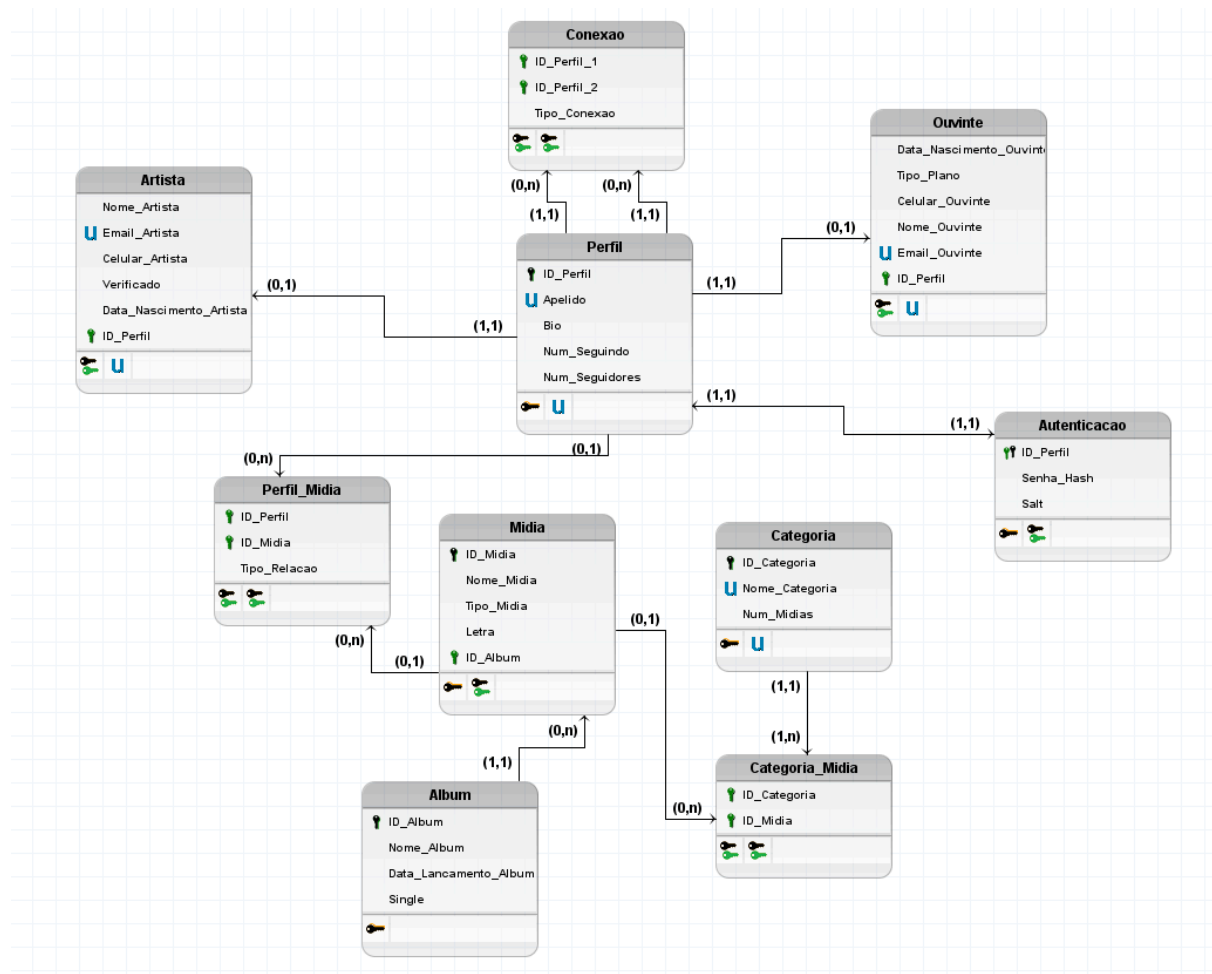 Conexao
ID_Perfil_1
ID_Perfil_2
Tipo_Conexao
(0,n)
(0,n)
(1,1)
(1,1)
Ouvinte
Data_Nascimento_Ouvint
Tipo_Plano
Celular_Ouvinte
Nome_Ouvinte
U Email_Ouvinte
ID_Perfil
U
(0,1)
(1,1)
Artista
Nome_Artista
U Email_Artista
Celular_Artista
Verificado
Data_Nascimento_Artista
ID_Perfil
U
(0,1)
(1,1)
Perfil
ID_Perfil
U Apelido
Bio
Num_Seguindo
Num_Seguidores
U
(1,1)
(1,1)
Autenticacao
ID_Perfil
Senha_Hash
Salt
(0,1)
(0,n)
Perfil_Midia
ID_Perfil
ID_Midia
Tipo_Relacao
(0,n)
(0,1)
Midia
ID_Midia
Nome_Midia
Tipo_Midia
Letra
ID_Album
(0,1)
(0,n)
Categoria
ID_Categoria
U Nome_Categoria
Num_Midias
U
(1,1)
(1,n)
Categoria_Midia
ID_Categoria
ID_Midia
(0,n)
(1,1)
Album
ID_Album
Nome_Album
Data_Lancamento_Album
Single